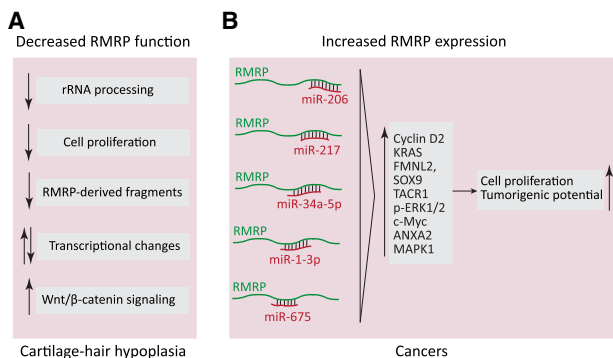 A
Decreased RMRP function
rRNA processing
Cell proliferation
RMRP-derived fragments
Transcriptional changes
Wnt/β-catenin signaling
Cartilage-hair hypoplasia
B
Increased RMRP expression
RMRP
miR-206
RMRP
miR-217
RMRP
miR-34a-5p
RMRP
miR-1-3p
RMRP
miR-675
Cyclin D2
KRAS
FMNL2,
SOX9
TACR1
p-ERK1/2
c-Myc
ANXA2
MAPK1
Cell proliferation
Tumorigenic potential
Cancers